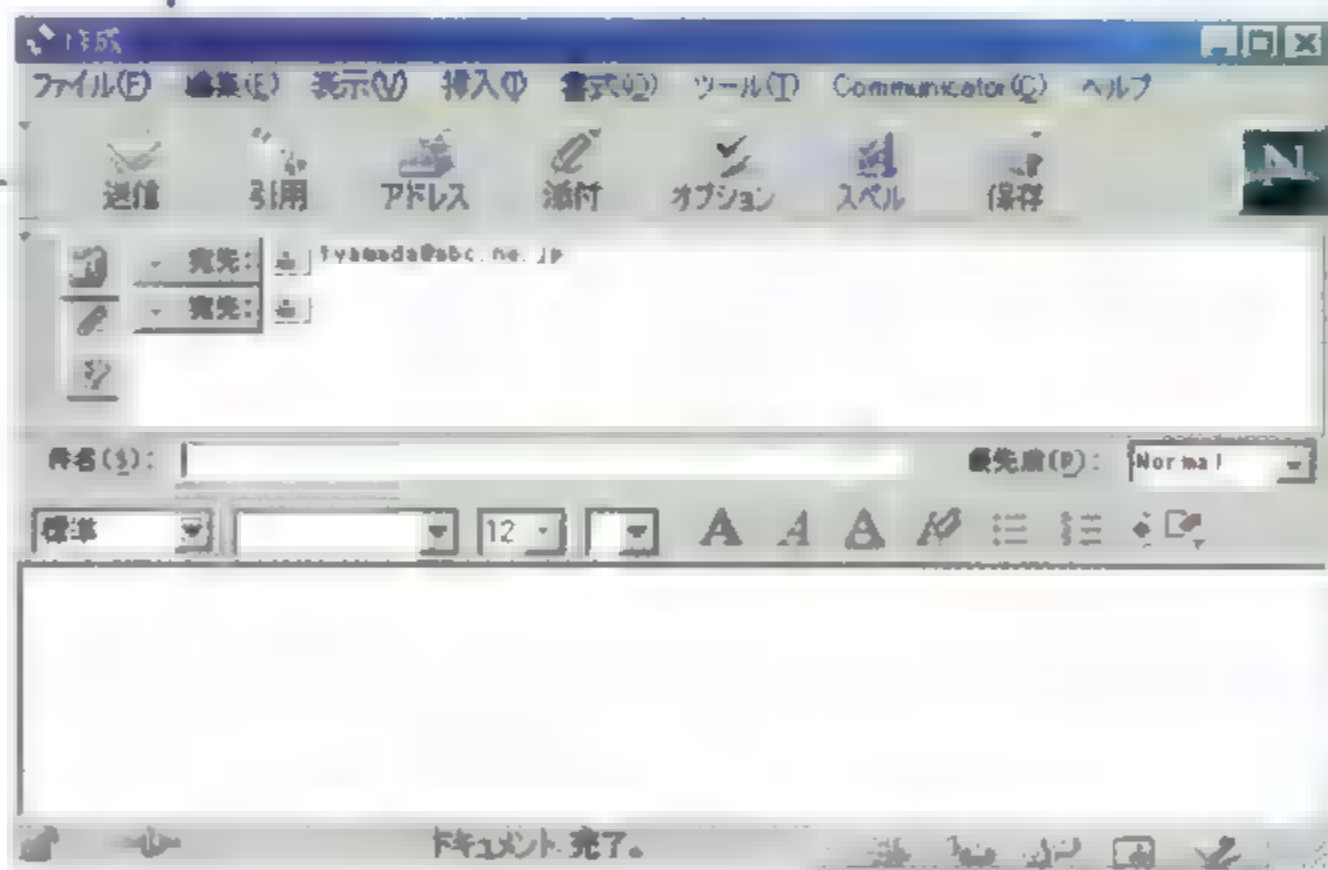 作成
ファイル(F) 編集(E) 表示(V) 挿入(I) 書式(O) ツール(T) Communicator(C) ヘルプ
送信 引用 アドレス 添付 オプション スペル 保存
N
宛先: tyamada@abc.ne.jp
宛先:
件名(S): 優先順(P): Normal
標準 12
ドキュメント 完了。